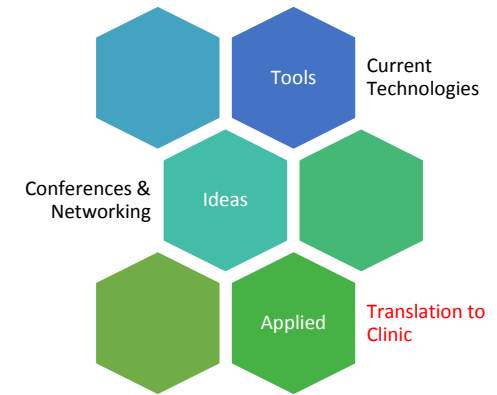 Tools
Current
Technologies
Conferences &
Networking
Ideas
Applied
Translation to
Clinic